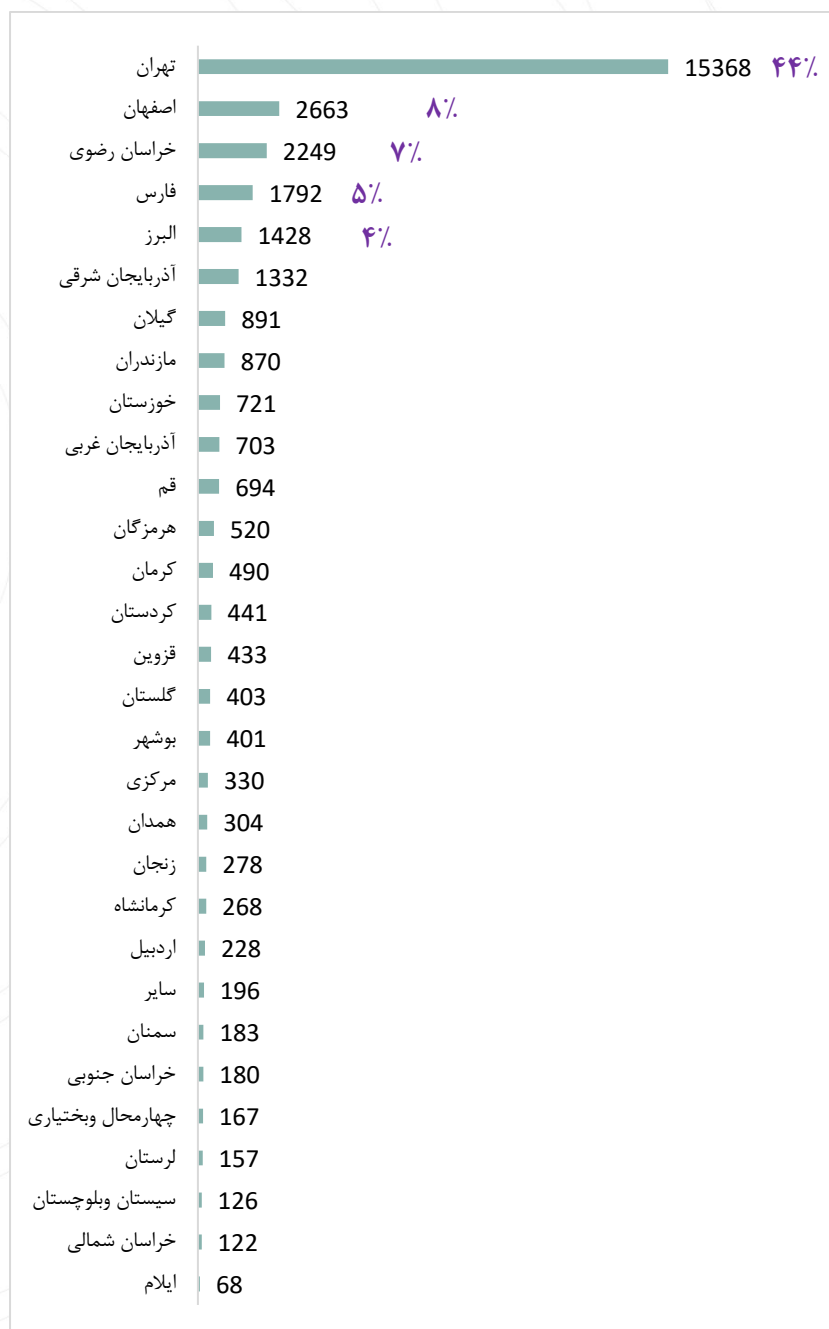 تهران 15368 ۴۴٪
اصفهان 2663 ۸٪
خراسان رضوی 2249 ۷٪
فارس 1792 ۵٪
البرز 1428 ۴٪
آذربایجان شرقی 1332
گیلان 891
مازندران 870
خوزستان 721
آذربایجان غربی 703
قم 694
هرمزگان 520
کرمان 490
کردستان 441
قزوین 433
گلستان 403
بوشهر 401
مرکزی 330
همدان 304
زنجان 278
کرمانشاه 268
اردبیل 228
سایر 196
سمنان 183
خراسان جنوبی 180
چهارمحال وبختیاری 167
لرستان 157
سیستان وبلوچستان 126
خراسان شمالی 122
ایلام 68